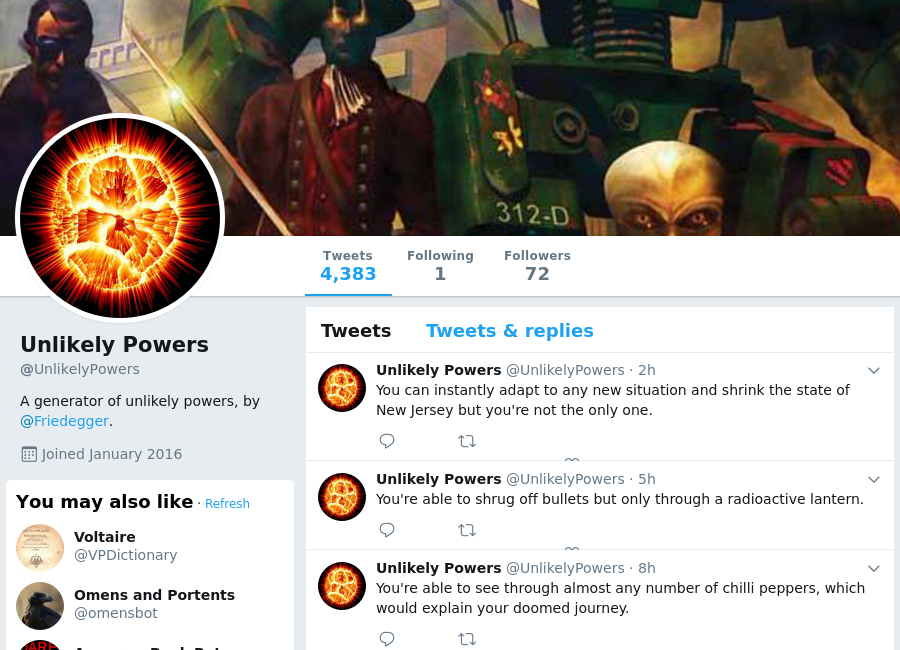 312-D
Tweets
4,383
Following
1
Followers
72
Unlikely Powers
@UnlikelyPowers
A generator of unlikely powers, by
@Friedegger.
Joined January 2016
You may also like · Refresh
Voltaire
@VPDictionary
Omens and Portents
@omensbot
Tweets
Tweets & replies
Unlikely Powers @UnlikelyPowers · 2h
You can instantly adapt to any new situation and shrink the state of
New Jersey but you're not the only one.
Unlikely Powers @UnlikelyPowers · 5h
You're able to shrug off bullets but only through a radioactive lantern.
Unlikely Powers @UnlikelyPowers · 8h
You're able to see through almost any number of chilli peppers, which
would explain your doomed journey.